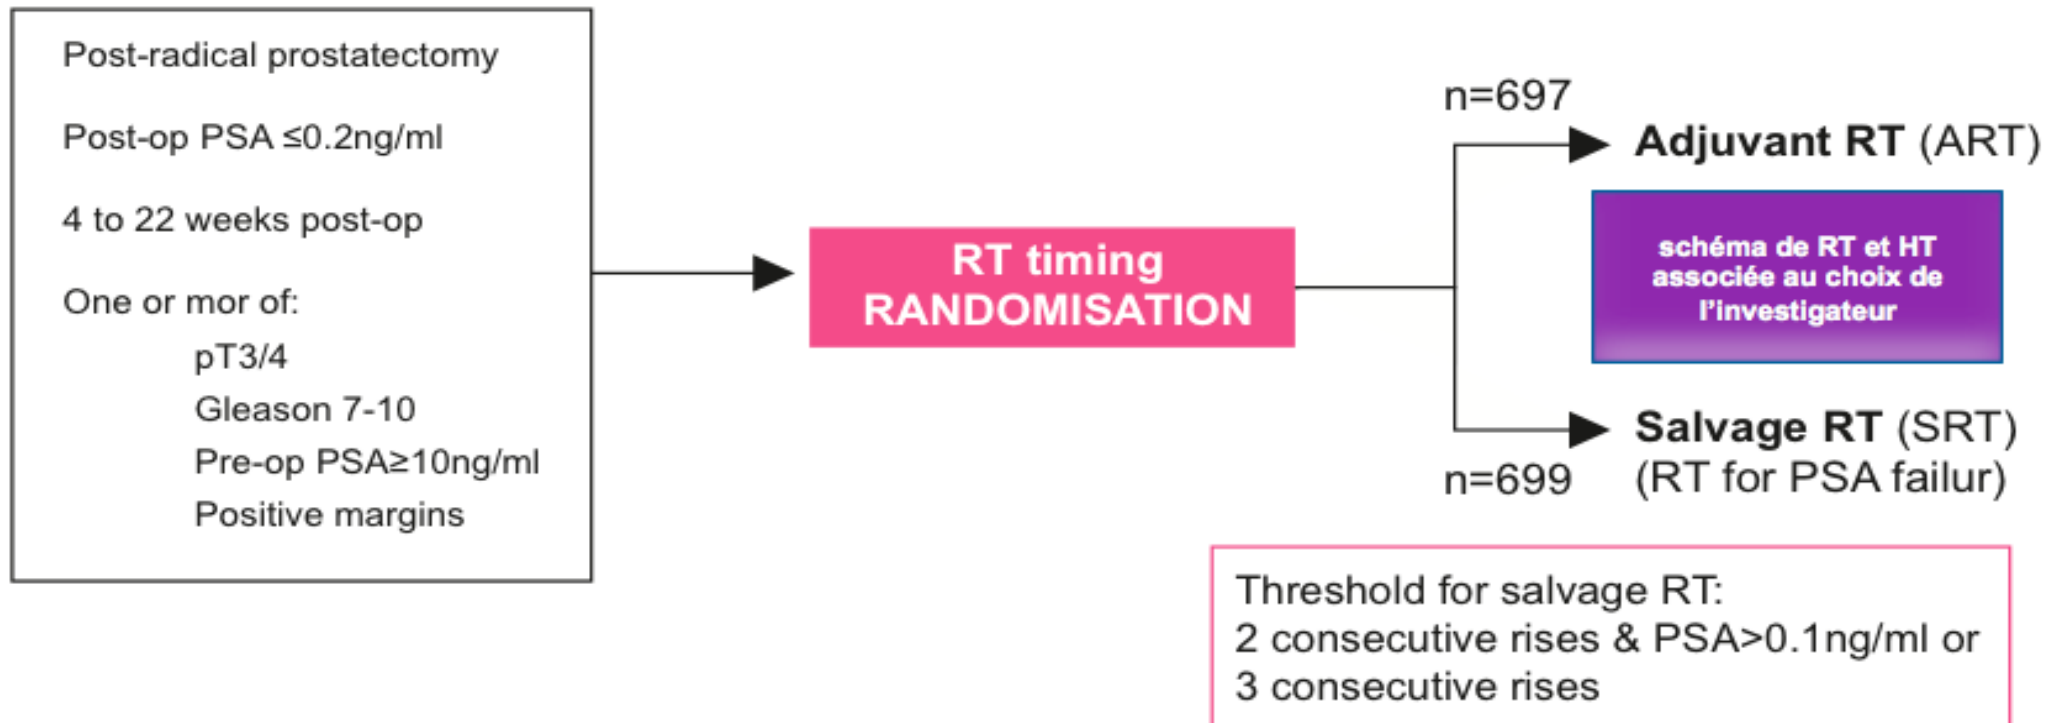 Post-radical prostatectomy
Post-op PSA ≤0.2ng/ml
4 to 22 weeks post-op
One or mor of:
pT3/4
Gleason 7-10
Pre-op PSA≥10ng/ml
Positive margins
RT timing
RANDOMISATION
n=697
Adjuvant RT (ART)
schéma de RT et HT
associée au choix de
l'investigateur
Salvage RT (SRT)
n=699
(RT for PSA failur)
Threshold for salvage RT:
2 consecutive rises & PSA>0.1ng/ml or
3 consecutive rises